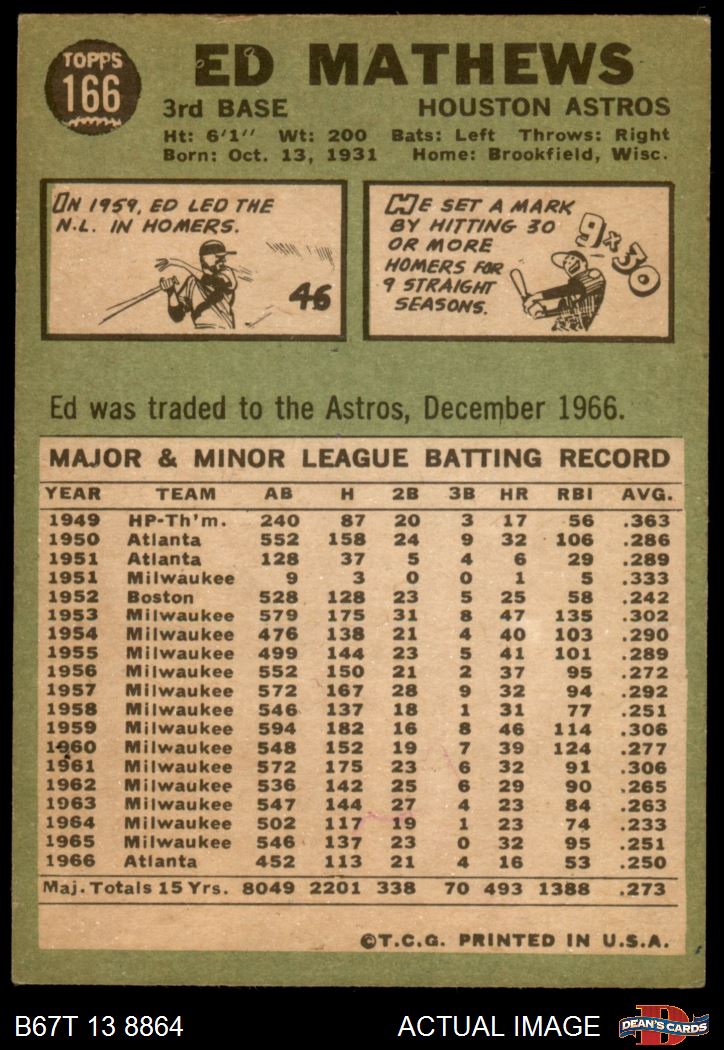 TOPPS
166
ED MATHEWS
3rd BASE HOUSTON ASTROS
Ht: 6'1" Wt: 200 Bats: Left Throws: Right
Born: Oct. 13, 1931 Home: Brookfield, Wisc.
IN 1959, ED LED THE
N.L. IN HOMERS.
46
HE SET A MARK
BY HITTING 30
OR MORE
HOMERS FOR
9 STRAIGHT
SEASONS.
9x30
Ed was traded to the Astros, December 1966.
MAJOR & MINOR LEAGUE BATTING RECORD
YEAR TEAM AB H 2B 3B HR RBI AVG.
1949 HP-Th'm. 240 87 20 3 17 56 .363
1950 Atlanta 552 158 24 9 32 106 .286
1951 Atlanta 128 37 5 4 6 29 .289
1951 Milwaukee 9 3 0 0 1 5 .333
1952 Boston 528 128 23 5 25 58 .242
1953 Milwaukee 579 175 31 8 47 135 .302
1954 Milwaukee 476 138 21 4 40 103 .290
1955 Milwaukee 499 144 23 5 41 101 .289
1956 Milwaukee 552 150 21 2 37 95 .272
1957 Milwaukee 572 167 28 9 32 94 .292
1958 Milwaukee 546 137 18 1 31 77 .251
1959 Milwaukee 594 182 16 8 46 114 .306
1960 Milwaukee 548 152 19 7 39 124 .277
1961 Milwaukee 572 175 23 6 32 91 .306
1962 Milwaukee 536 142 25 6 29 90 .265
1963 Milwaukee 547 144 27 4 23 84 .263
1964 Milwaukee 502 117 19 1 23 74 .233
1965 Milwaukee 546 137 23 0 32 95 .251
1966 Atlanta 452 113 21 4 16 53 .250
Maj. Totals 15 Yrs. 8049 2201 338 70 493 1388 .273
©T.C.G. PRINTED IN U.S.A.
B67T 13 8864 ACTUAL IMAGE
D
DEAN'S CARDS